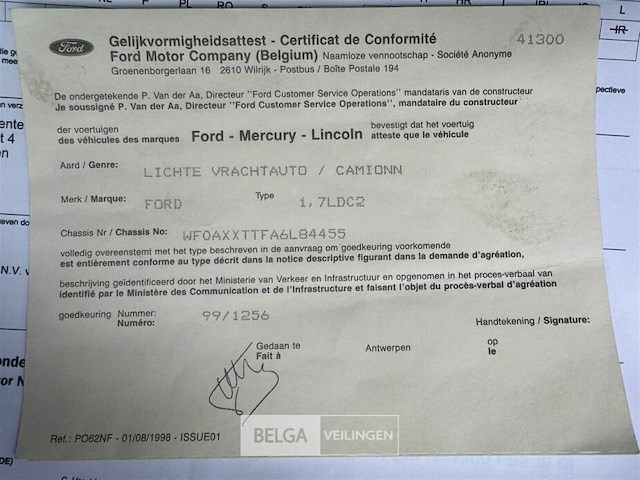 Ford
Gelijkvormigheidsattest - Certificat de Conformité
41300
Ford Motor Company (Belgium) Naamloze vennootschap - Société Anonyme
Groenenborgerlaan 16 2610 Wilrijk - Postbus / Boîte Postale 194
De ondergetekende P. Van der Aa, Directeur "Ford Customer Service Operations" mandataris van de constructeur
Je soussigné P. Van der Aa, Directeur "Ford Customer Service Operations", mandataire du constructeur
der voertuigen
des véhicules des marques
Ford - Mercury - Lincoln
bevestigt dat het voertuig
atteste que le véhicule
Aard / Genre: LICHTE VRACHTAUTO / CAMIONN
Merk / Marque: FORD Type 1,7LDC2
Chassis Nr / Chassis No: WFOAXXTTFA6L84455
volledig overeenstemt met het type beschreven in de aanvraag om goedkeuring voorkomende
est entièrement conforme au type décrit dans la notice descriptive figurant dans la demande d'agréation,
beschrijving geïdentificeerd door het Ministerie van Verkeer en Infrastructuur en opgenomen in het proces-verbaal van
identifié par le Ministère des Communication et de l'Infrastructure et faisant l'objet du procès-verbal d'agréation
goedkeuring Nummer:
Numéro:
99/1256
Handtekening / Signature:
Gedaan te
Fait à
Antwerpen
op
le
Ref.: PO62NF - 01/08/1998 - ISSUE01
BELGA VEILINGEN